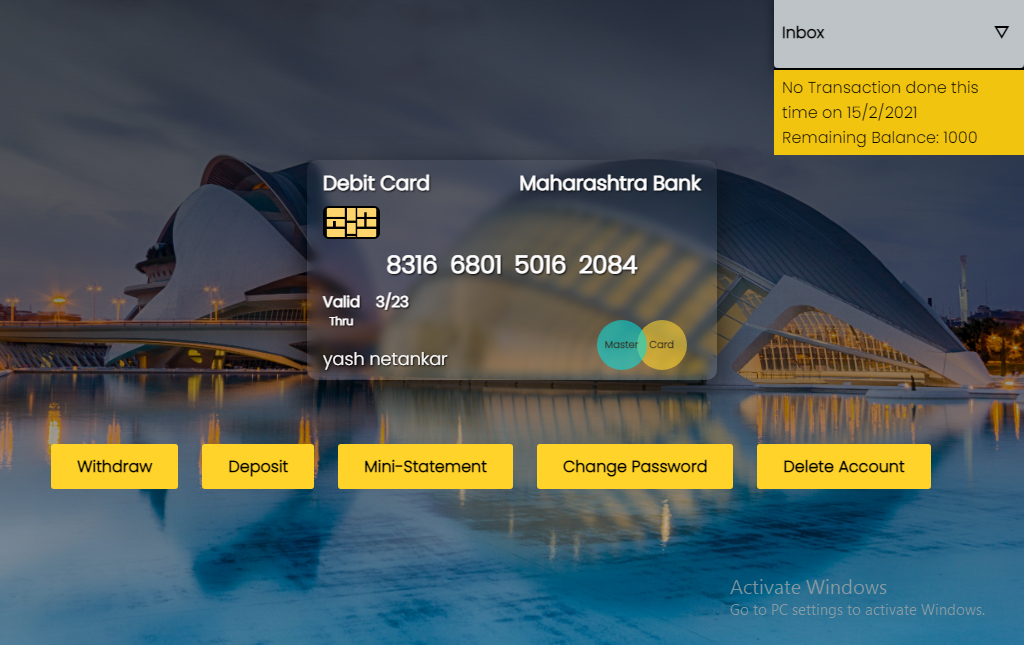 Inbox ▽
No Transaction done this
time on 15/2/2021
Remaining Balance: 1000
Debit Card Maharashtra Bank
8316 6801 5016 2084
Valid 3/23
Thru
Master Card
yash netankar
Withdraw Deposit Mini-Statement Change Password Delete Account
Activate Windows
Go to PC settings to activate Windows.